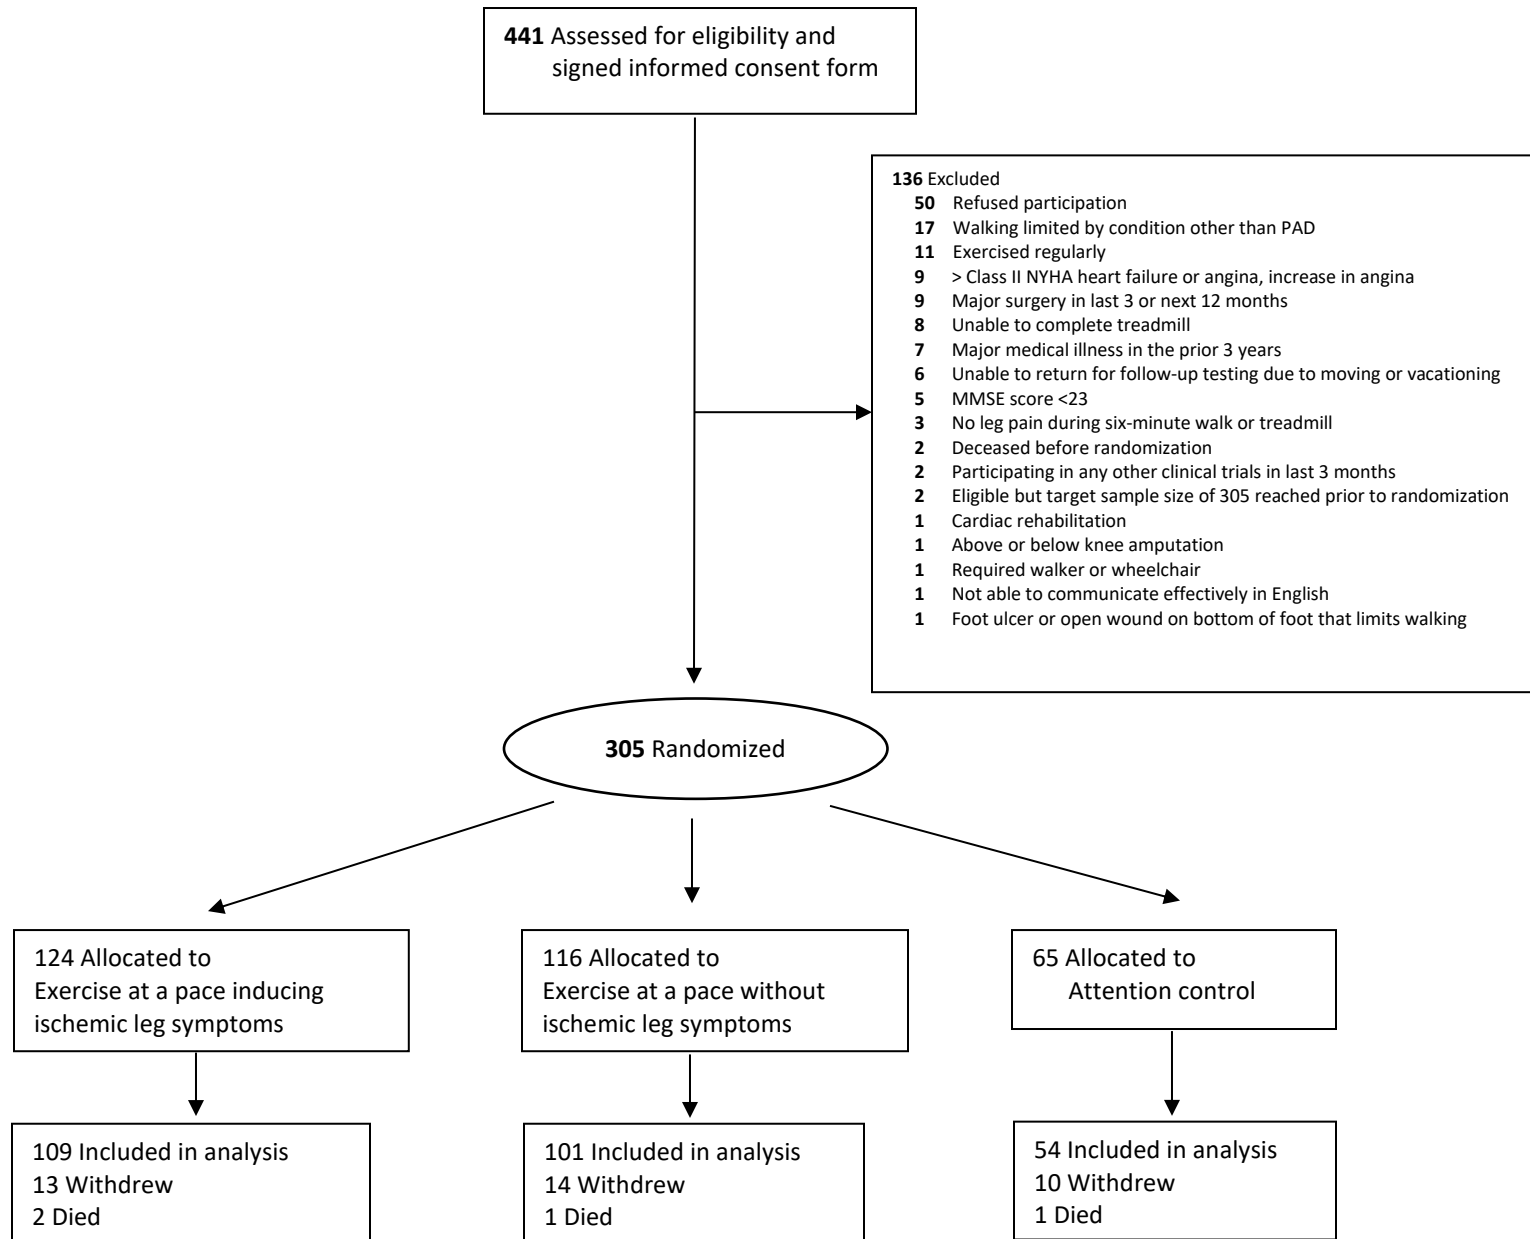 441 Assessed for eligibility and
signed informed consent form
136 Excluded
50 Refused participation
17 Walking limited by condition other than PAD
11 Exercised regularly
9 > Class II NYHA heart failure or angina, increase in angina
9 Major surgery in last 3 or next 12 months
8 Unable to complete treadmill
7 Major medical illness in the prior 3 years
6 Unable to return for follow-up testing due to moving or vacationing
5 MMSE score <23
3 No leg pain during six-minute walk or treadmill
2 Deceased before randomization
2 Participating in any other clinical trials in last 3 months
2 Eligible but target sample size of 305 reached prior to randomization
1 Cardiac rehabilitation
1 Above or below knee amputation
1 Required walker or wheelchair
1 Not able to communicate effectively in English
1 Foot ulcer or open wound on bottom of foot that limits walking
305 Randomized
124 Allocated to
Exercise at a pace inducing
ischemic leg symptoms
116 Allocated to
Exercise at a pace without
ischemic leg symptoms
65 Allocated to
Attention control
109 Included in analysis
13 Withdrew
2 Died
101 Included in analysis
14 Withdrew
1 Died
54 Included in analysis
10 Withdrew
1 Died